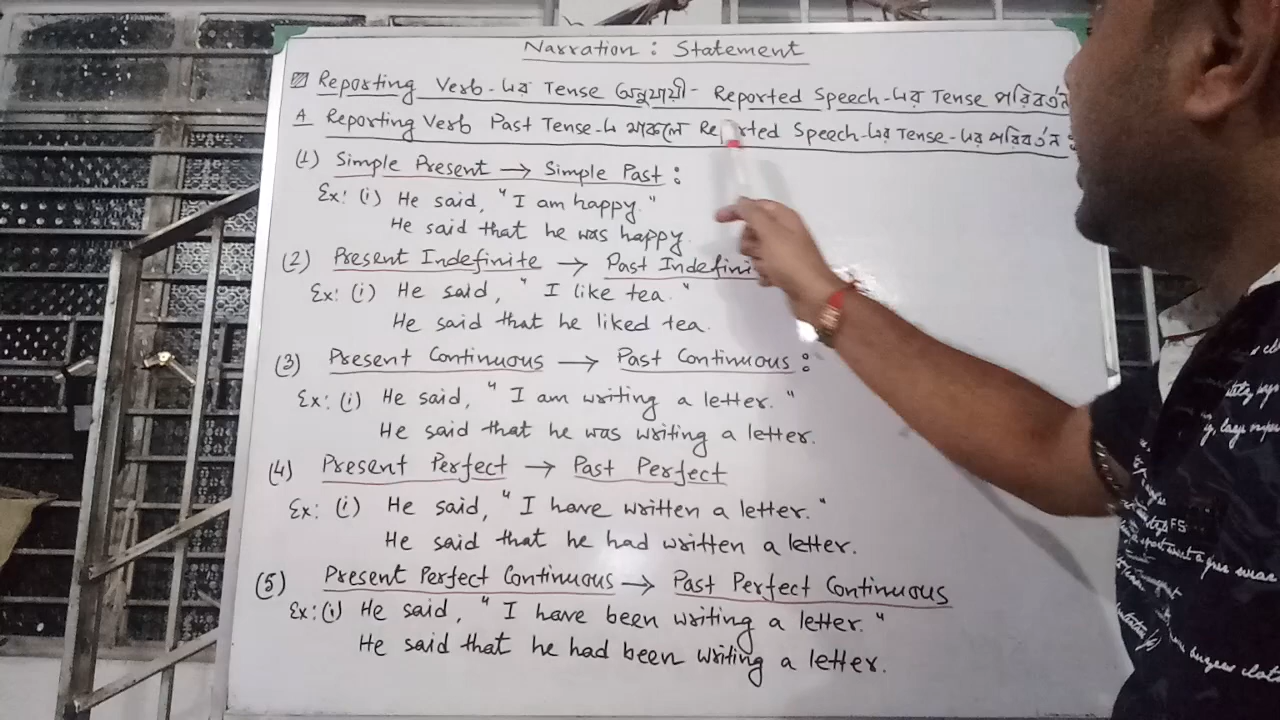 Narration : Statement
Reporting Verb-এর Tense অনুযায়ী- Reported Speech-এর Tense পরিবর্তন
A Reporting Verb Past Tense-এ থাকলে Reported Speech-এর Tense-এর পরিবর্তন :
(1) Simple Present → Simple Past :
Ex: (i) He said, "I am happy."
He said that he was happy.
(2) Present Indefinite → Past
Ex: (i) He said, "I like tea."
He said that he liked tea.
(3) Present Continuous → Past Continuous :
Ex: (i) He said, "I am writing a letter."
He said that he was writing a letter.
(4) Present Perfect → Past Perfect
Ex: (i) He said, "I have written a letter."
He said that he had written a letter.
(5) Present Perfect Continuous → Past Perfect Continuous
Ex: (i) He said, "I have been writing a letter."
He said that he had been writing a letter.